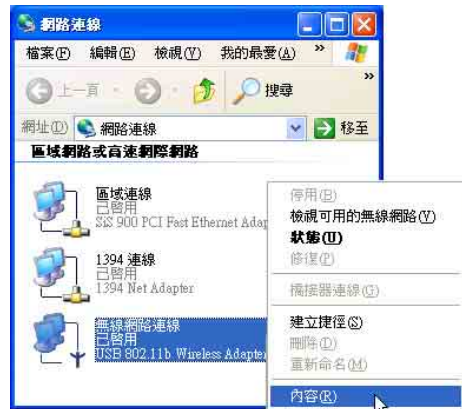 網路連線
檔案(F) 編輯(E) 檢視(V) 我的最愛(A) »
上一頁 搜尋 »
網址(D) 網路連線 移至
區域網路或高速網際網路
區域連線
已啓用
SiS 900 PCI Fast Ethernet Adap
1394 連線
已啓用
1394 Net Adapter
無線網路連線
已啓用
USB 802.11b Wireless Adapter
停用(B)
檢視可用的無線網路(V)
狀態(U)
修復(P)
橋接器連線(G)
建立捷徑(S)
刪除(D)
重新命名(M)
內容(R)